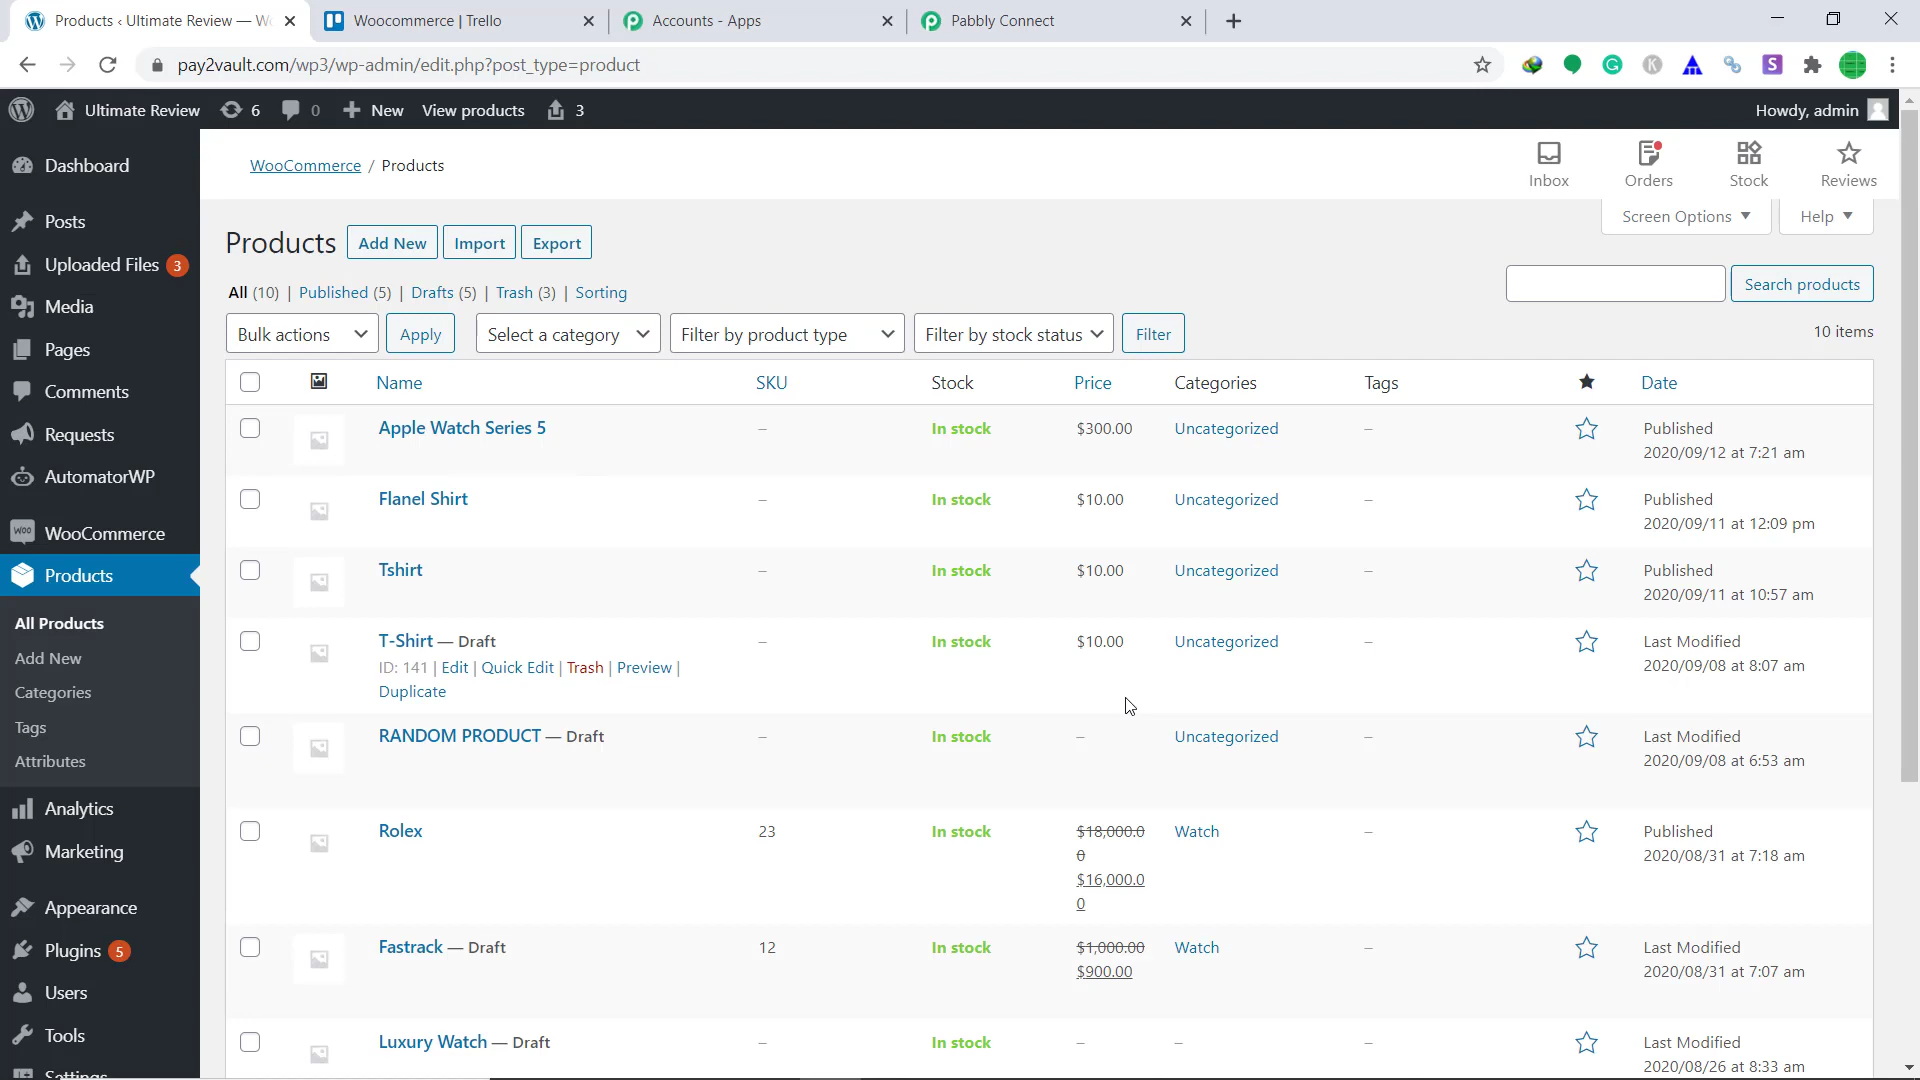 Products ‹ Ultimate Review — W
Woocommerce | Trello
Accounts - Apps
Pabbly Connect
pay2vault.com/wp3/wp-admin/edit.php?post_type=product
Ultimate Review 6 0 New View products 3
Howdy, admin
Dashboard
Posts
Uploaded Files 3
Media
Pages
Comments
Requests
AutomatorWP
WooCommerce
Products
All Products
Add New
Categories
Tags
Attributes
Analytics
Marketing
Appearance
Plugins 5
Users
Tools
Settings
WooCommerce / Products
Inbox Orders Stock Reviews
Screen Options Help
Products Add New Import Export
All (10) | Published (5) | Drafts (5) | Trash (3) | Sorting
Search products
Bulk actions Apply Select a category Filter by product type Filter by stock status Filter
10 items
Name SKU Stock Price Categories Tags Date
Apple Watch Series 5 – In stock $300.00 Uncategorized – Published
2020/09/12 at 7:21 am
Flanel Shirt – In stock $10.00 Uncategorized – Published
2020/09/11 at 12:09 pm
Tshirt – In stock $10.00 Uncategorized – Published
2020/09/11 at 10:57 am
T-Shirt — Draft – In stock $10.00 Uncategorized – Last Modified
ID: 141 | Edit | Quick Edit | Trash | Preview | 2020/09/08 at 8:07 am
Duplicate
RANDOM PRODUCT — Draft – In stock – Uncategorized – Last Modified
2020/09/08 at 6:53 am
Rolex 23 In stock $18,000.0 Watch – Published
0 2020/08/31 at 7:18 am
$16,000.0
0
Fastrack — Draft 12 In stock $1,000.00 Watch – Last Modified
$900.00 2020/08/31 at 7:07 am
Luxury Watch — Draft – In stock – – – Last Modified
2020/08/26 at 8:33 am